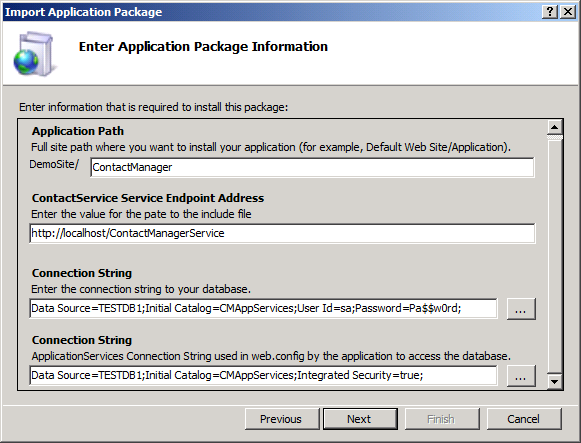 Import Application Package
Enter Application Package Information
Enter information that is required to install this package:
Application Path
Full site path where you want to install your application (for example, Default Web Site/Application).
DemoSite/ ContactManager
ContactService Service Endpoint Address
Enter the value for the pate to the include file
http://localhost/ContactManagerService
Connection String
Enter the connection string to your database.
Data Source=TESTDB1;Initial Catalog=CMAppServices;User Id=sa;Password=Pa$$w0rd;
...
Connection String
ApplicationServices Connection String used in web.config by the application to access the database.
Data Source=TESTDB1;Initial Catalog=CMAppServices;Integrated Security=true;
...
Previous Next Finish Cancel